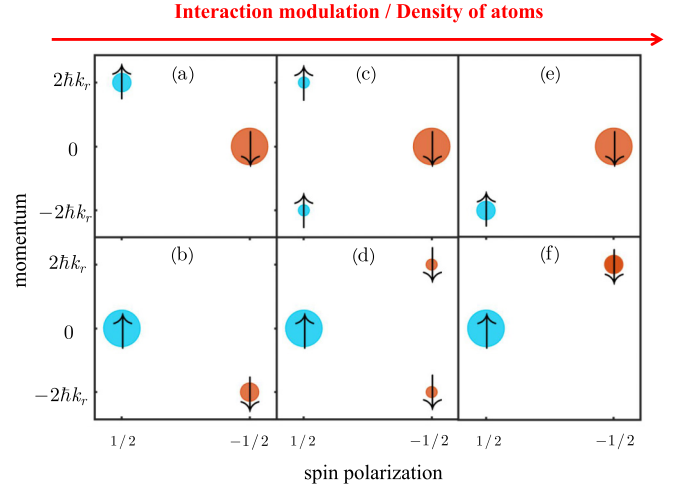 Interaction modulation / Density of atoms
(a) (c) (e)
2ħk_r
0
−2ħk_r
(b) (d) (f)
2ħk_r
0
−2ħk_r
momentum
1/2 −1/2 1/2 −1/2 1/2 −1/2
spin polarization